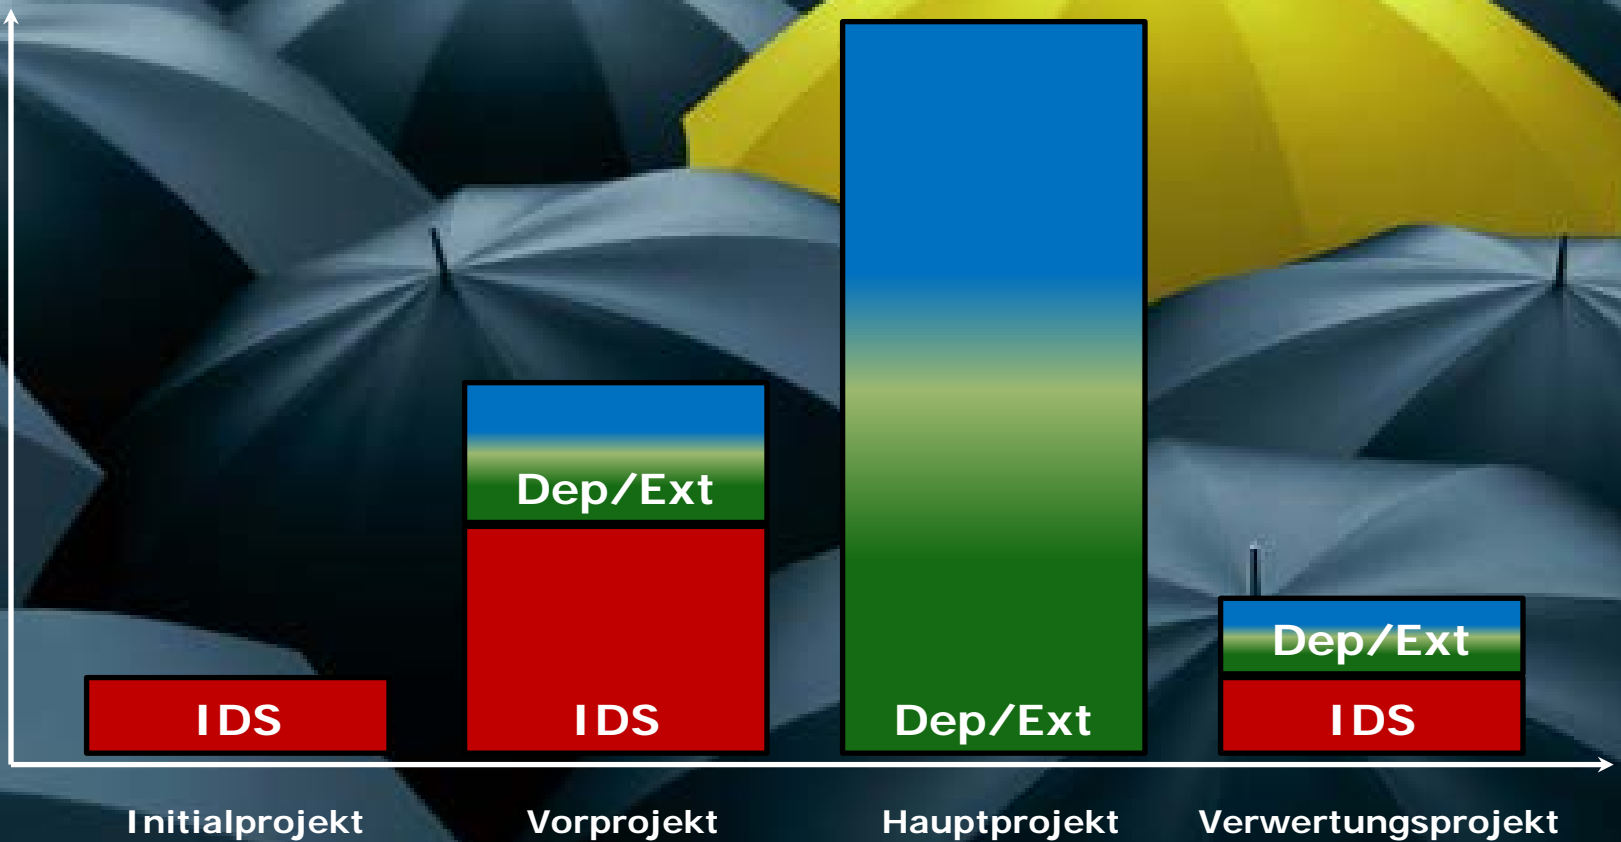 Dep/Ext
Dep/Ext
IDS
IDS
Dep/Ext
IDS
Initialprojekt
Vorprojekt
Hauptprojekt
Verwertungsprojekt